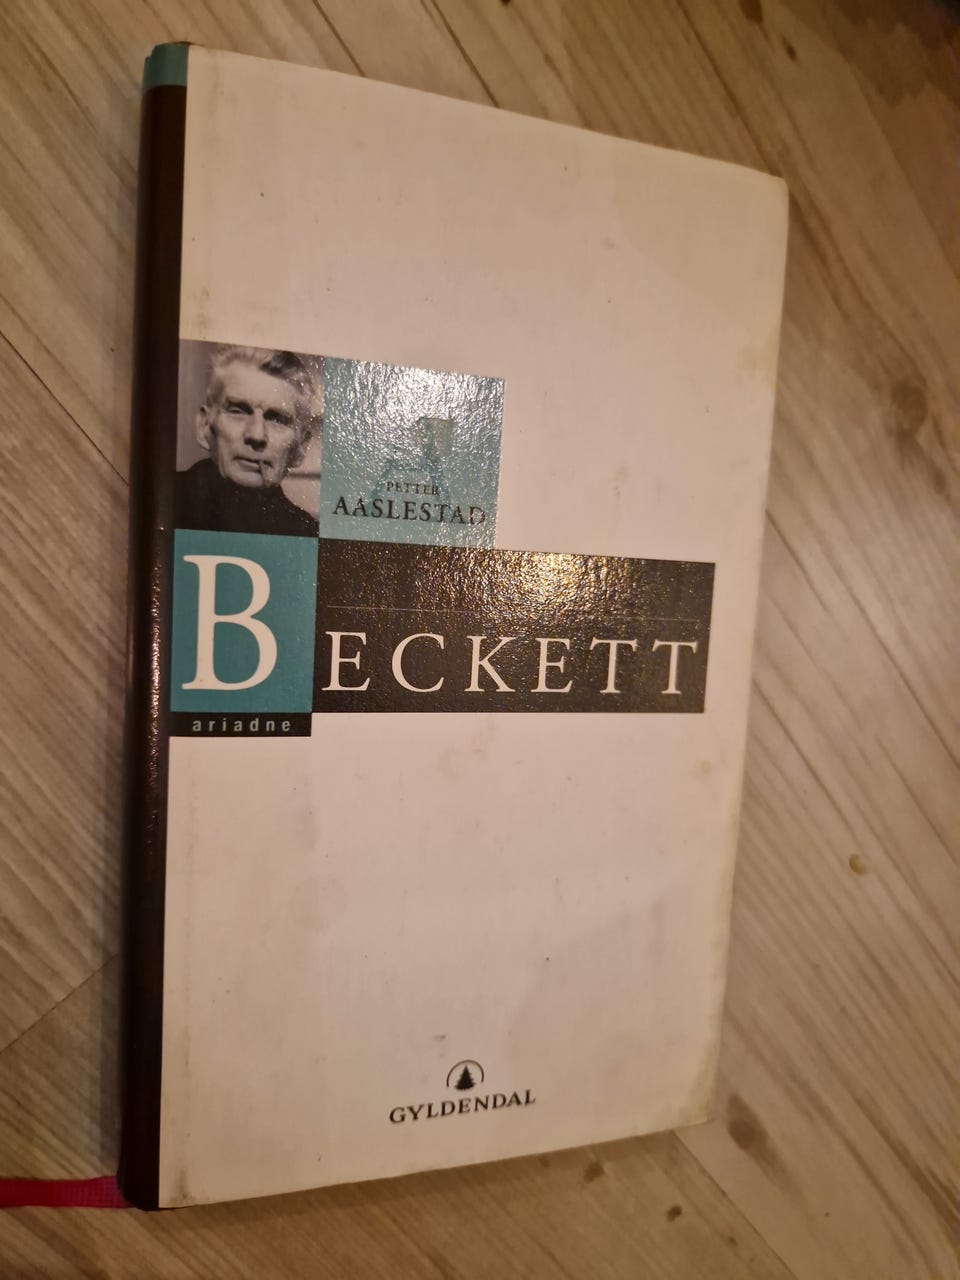 PETTER
AASLESTAD
BECKETT
ariadne
GYLDENDAL